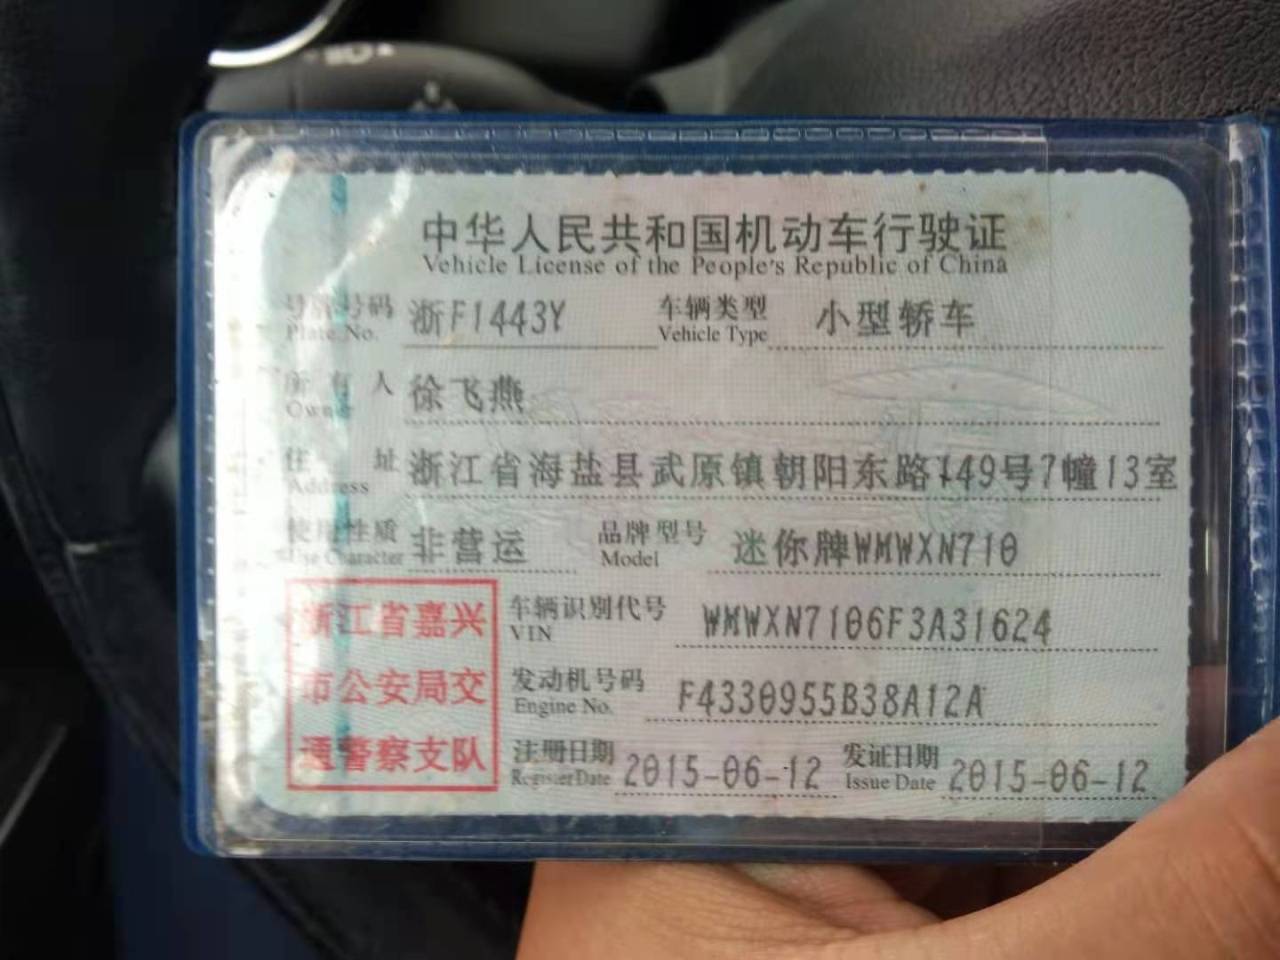 中华人民共和国机动车行驶证
Vehicle License of the People's Republic of China
号牌号码 浙F1443Y 车辆类型 小型轿车
Plate No. Vehicle Type
所有人 徐飞燕
Owner
住址 浙江省海盐县武原镇朝阳东路149号7幢13室
Address
使用性质 非营运 品牌型号 迷你牌WMWXN710
Use Character Model
浙江省嘉兴
市公安局交
通警察支队
车辆识别代号 WMWXN7106F3A31624
VIN
发动机号码 F4330955B38A12A
Engine No.
注册日期 2015-06-12 发证日期 2015-06-12
Register Date Issue Date